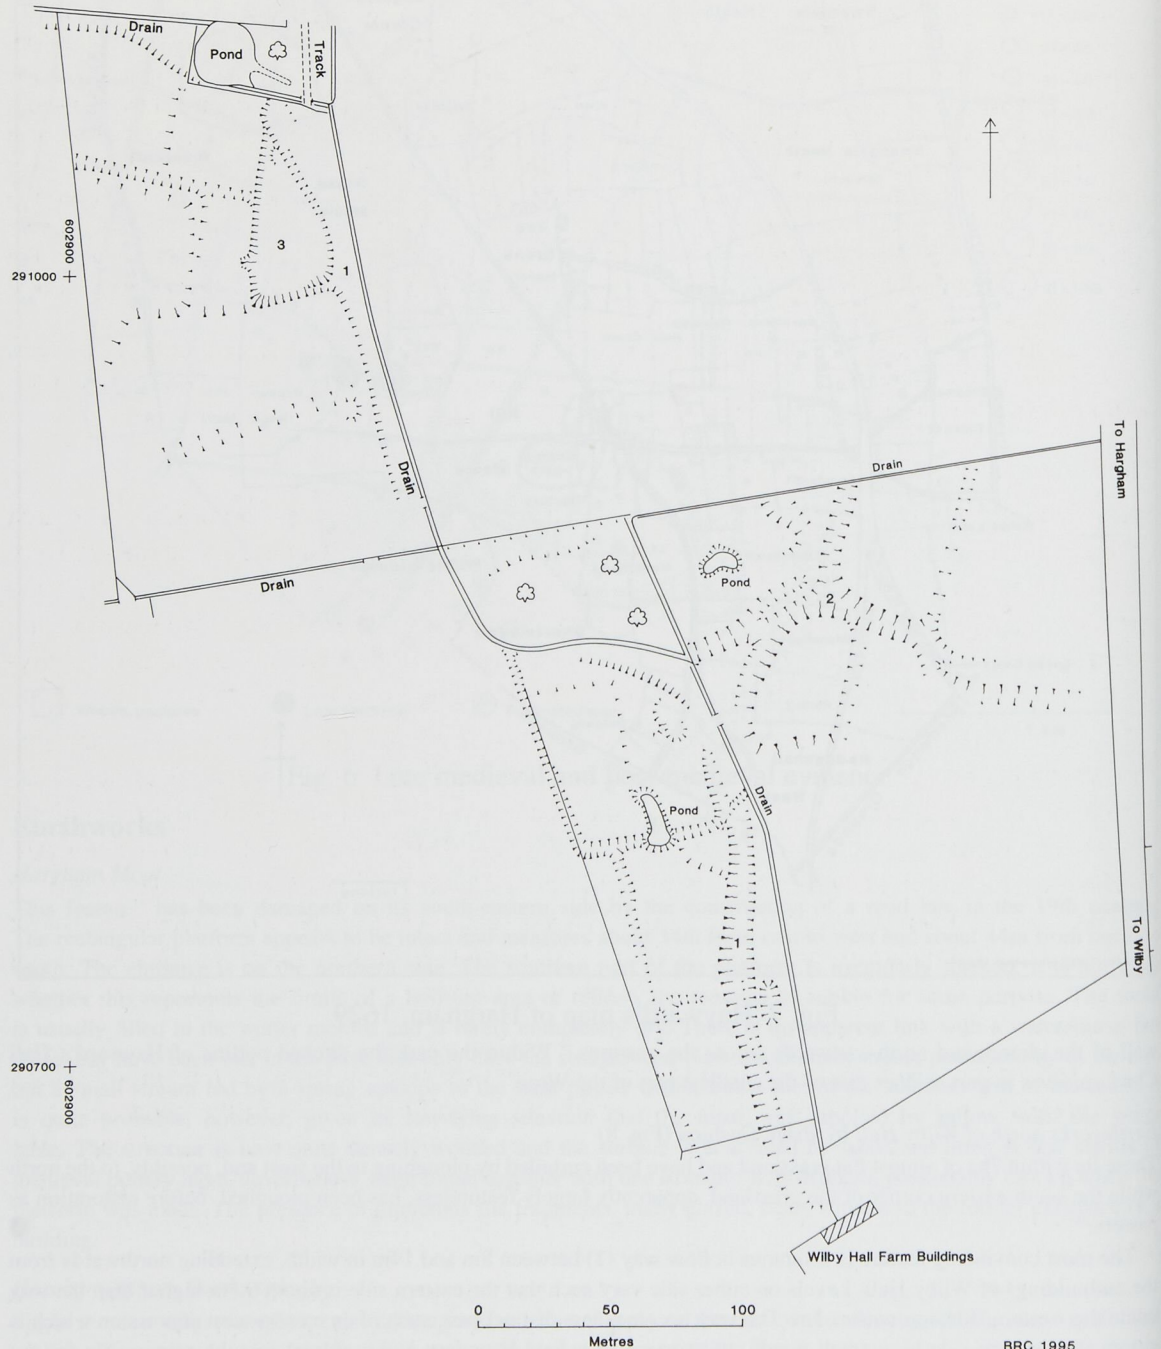 Drain
Pond
Track
3
1
602900
291000
Drain
Drain
To Hargham
Drain
Pond
2
Pond
Drain
1
To Wilby
290700
602900
Wilby Hall Farm Buildings
0 50 100
Metres
BRC 1995